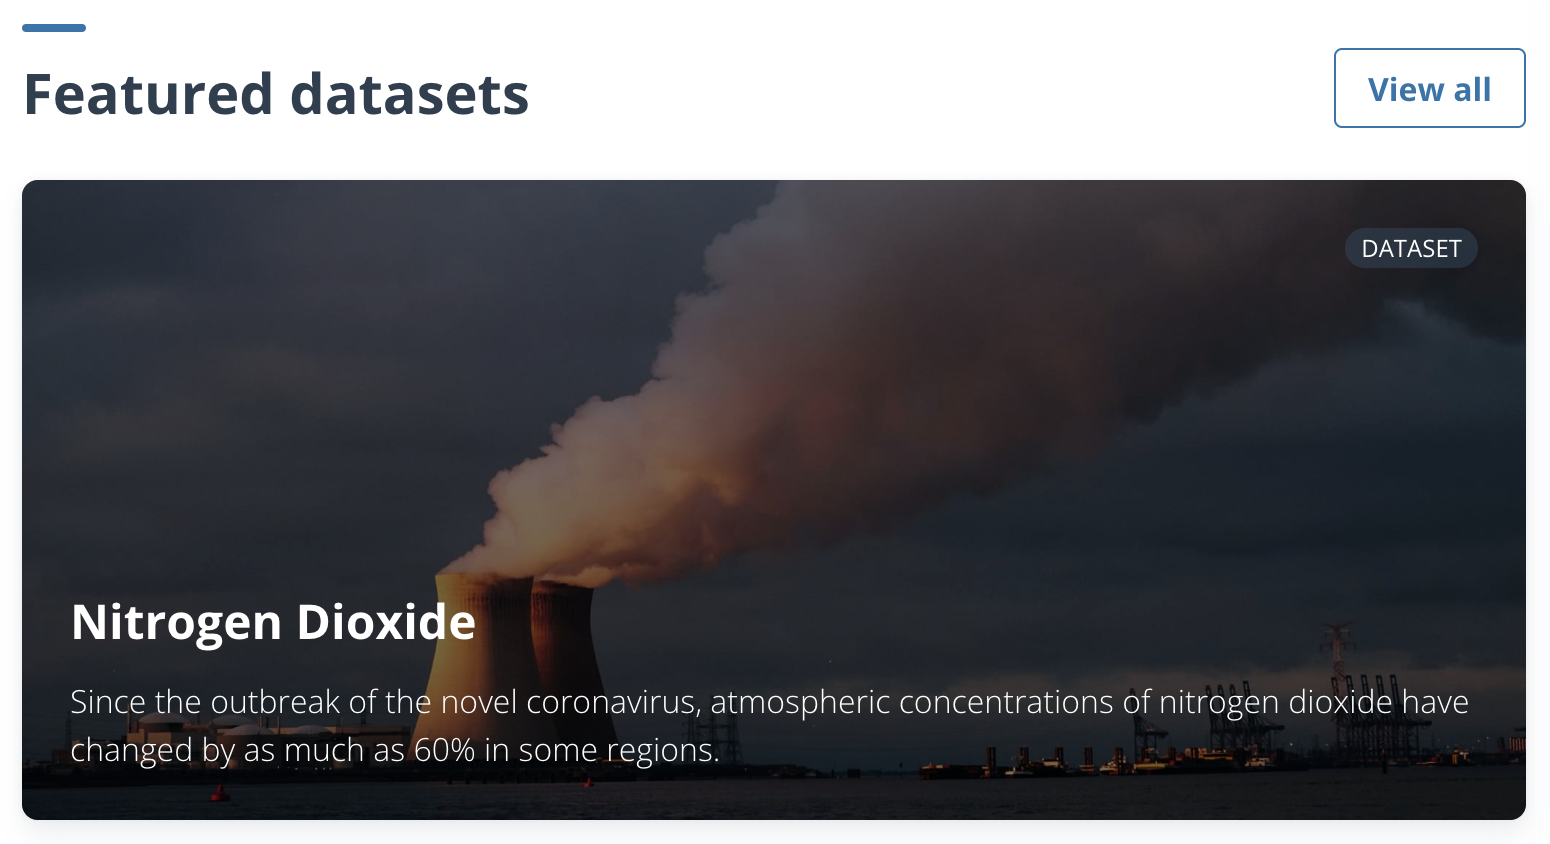 Featured datasets
View all
DATASET
Nitrogen Dioxide
Since the outbreak of the novel coronavirus, atmospheric concentrations of nitrogen dioxide have
changed by as much as 60% in some regions.